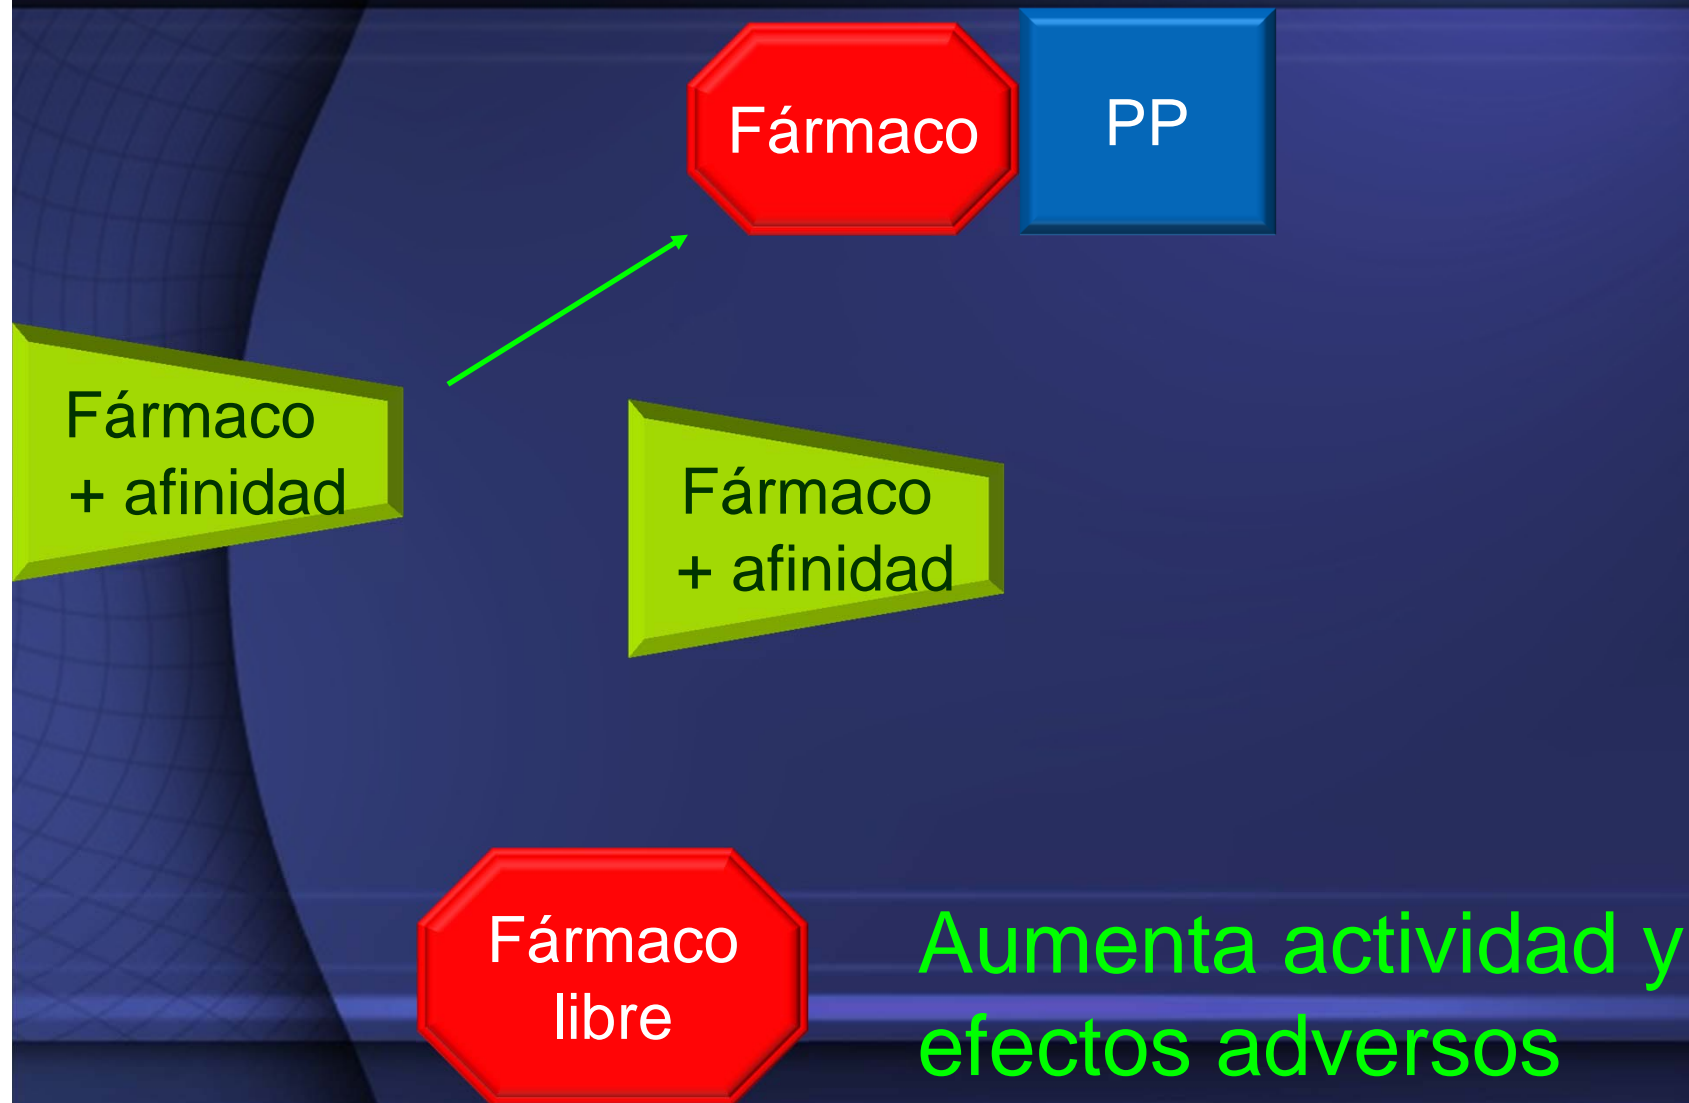 Fármaco
PP
Fármaco
+ afinidad
Fármaco
+ afinidad
Fármaco
libre
Aumenta actividad y
efectos adversos